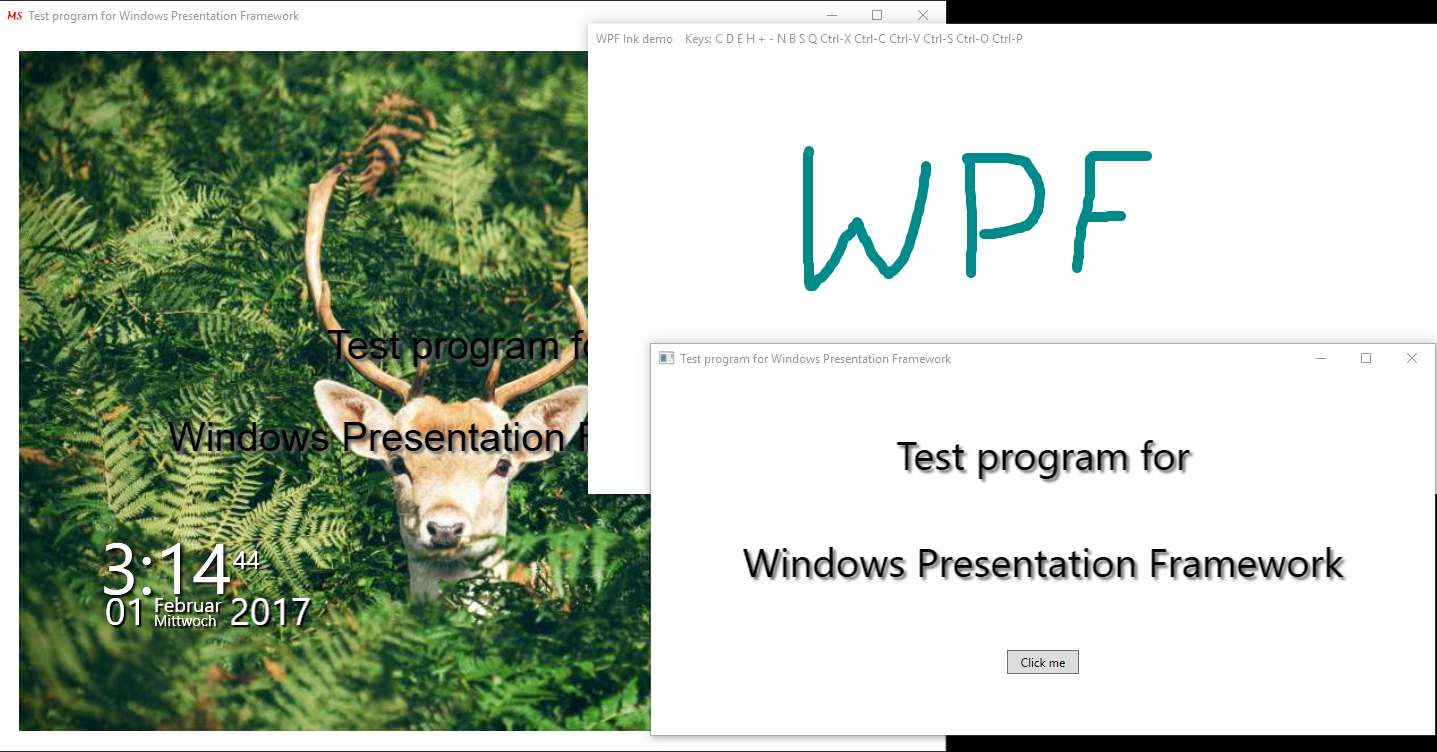 MS Test program for Windows Presentation Framework
WPF Ink demo Keys: C D E H + - N B S Q Ctrl-X Ctrl-C Ctrl-V Ctrl-S Ctrl-O Ctrl-P
WPF
Test program
Windows Presentation
3:14 44
01 Februar 2017
Mittwoch
Test program for Windows Presentation Framework
Test program for
Windows Presentation Framework
Click me